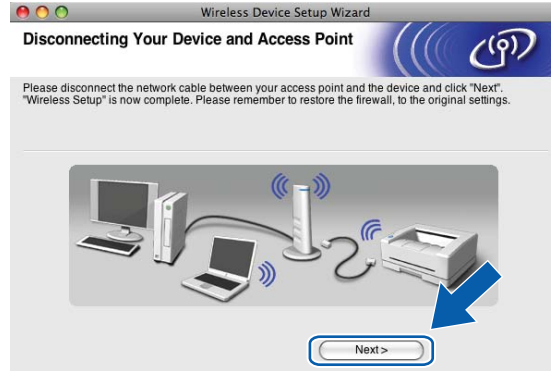 Wireless Device Setup Wizard
Disconnecting Your Device and Access Point
Please disconnect the network cable between your access point and the device and click "Next".
"Wireless Setup" is now complete. Please remember to restore the firewall, to the original settings.
Next >